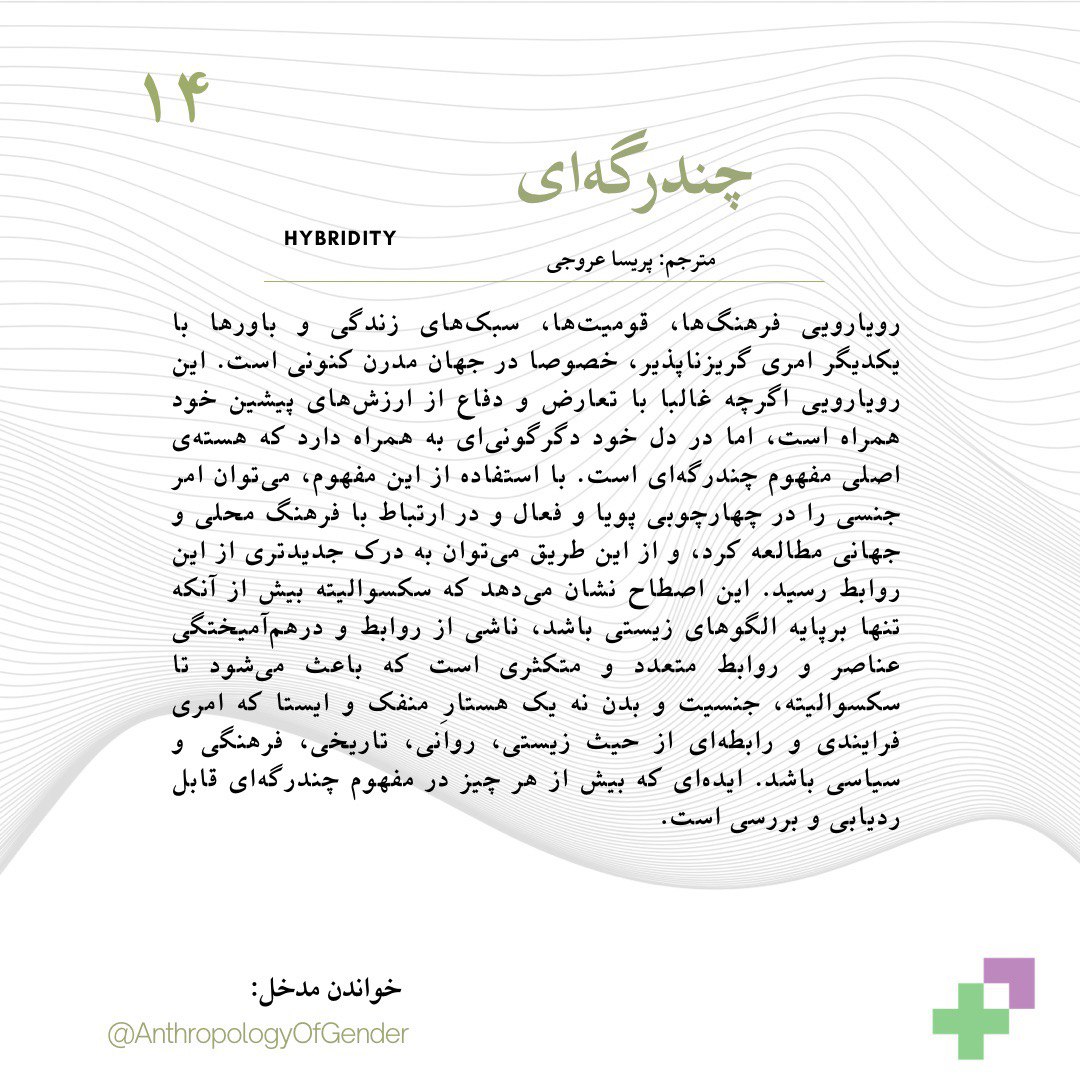 ۱۴
چندرگه‌ای
HYBRIDITY
مترجم: پریسا عروجی
رویارویی فرهنگ‌ها، قومیت‌ها، سبک‌های زندگی و باورها با
یکدیگر امری گریزناپذیر، خصوصا در جهان مدرن کنونی است. این
رویارویی اگرچه غالبا با تعارض و دفاع از ارزش‌های پیشین خود
همراه است، اما در دل خود دگرگونی‌ای به همراه دارد که هسته‌ی
اصلی مفهوم چندرگه‌ای است. با استفاده از این مفهوم، می‌توان امر
جنسی را در چهارچوبی پویا و فعال و در ارتباط با فرهنگ محلی و
جهانی مطالعه کرد، و از این طریق می‌توان به درک جدیدتری از این
روابط رسید. این اصطاح نشان می‌دهد که سکسوالیته بیش از آنکه
تنها برپایه الگوهای زیستی باشد، ناشی از روابط و درهم‌آمیختگی
عناصر و روابط متعدد و متکثری است که باعث می‌شود تا
سکسوالیته، جنسیت و بدن نه یک هستارِ منفک و ایستا که امری
فرایندی و رابطه‌ای از حیث زیستی، روانی، تاریخی، فرهنگی و
سیاسی باشد. ایده‌ای که بیش از هر چیز در مفهوم چندرگه‌ای قابل
ردیابی و بررسی است.
خواندن مدخل:
@AnthropologyOfGender